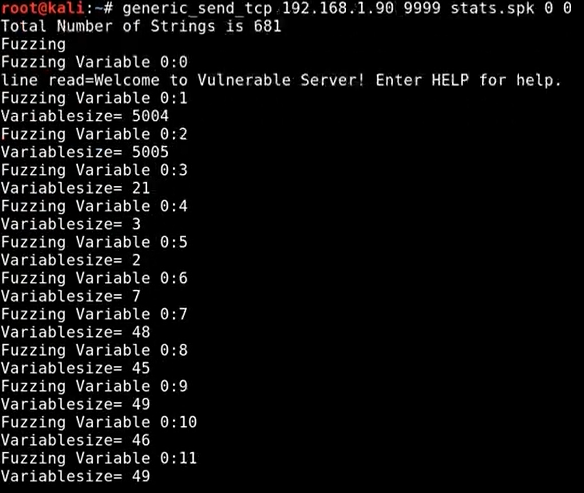 root@kali:~# generic_send_tcp 192.168.1.90 9999 stats.spk 0 0
Total Number of Strings is 681
Fuzzing
Fuzzing Variable 0:0
line read=Welcome to Vulnerable Server! Enter HELP for help.
Fuzzing Variable 0:1
Variablesize= 5004
Fuzzing Variable 0:2
Variablesize= 5005
Fuzzing Variable 0:3
Variablesize= 21
Fuzzing Variable 0:4
Variablesize= 3
Fuzzing Variable 0:5
Variablesize= 2
Fuzzing Variable 0:6
Variablesize= 7
Fuzzing Variable 0:7
Variablesize= 48
Fuzzing Variable 0:8
Variablesize= 45
Fuzzing Variable 0:9
Variablesize= 49
Fuzzing Variable 0:10
Variablesize= 46
Fuzzing Variable 0:11
Variablesize= 49